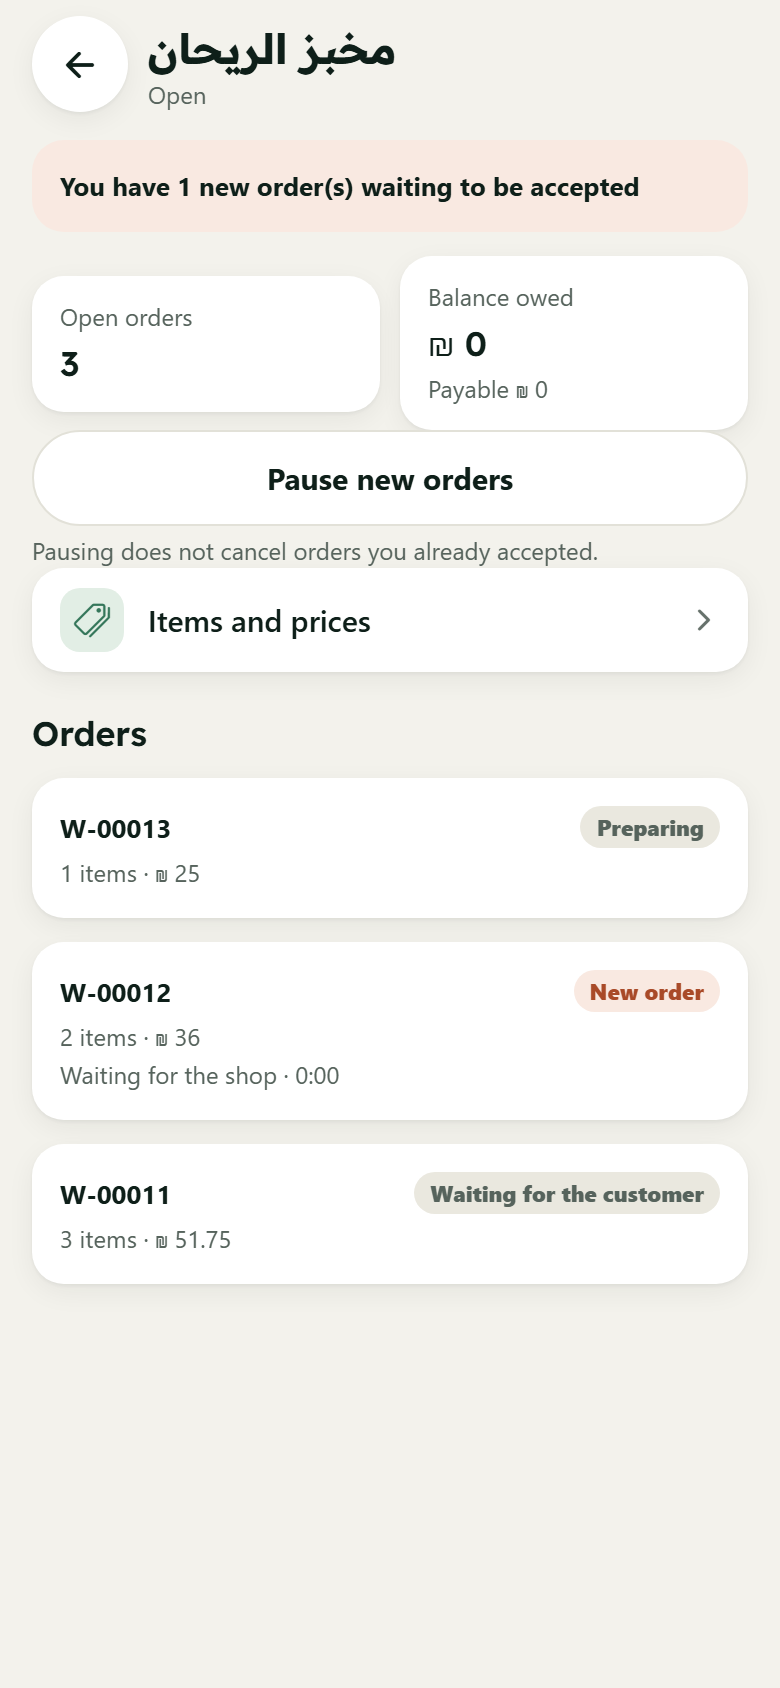 مخبز الريحان
Open
You have 1 new order(s) waiting to be accepted
Open orders
3
Balance owed
₪ 0
Payable ₪ 0
Pause new orders
Pausing does not cancel orders you already accepted.
Items and prices
Orders
W-00013
Preparing
1 items · ₪ 25
W-00012
New order
2 items · ₪ 36
Waiting for the shop · 0:00
W-00011
Waiting for the customer
3 items · ₪ 51.75